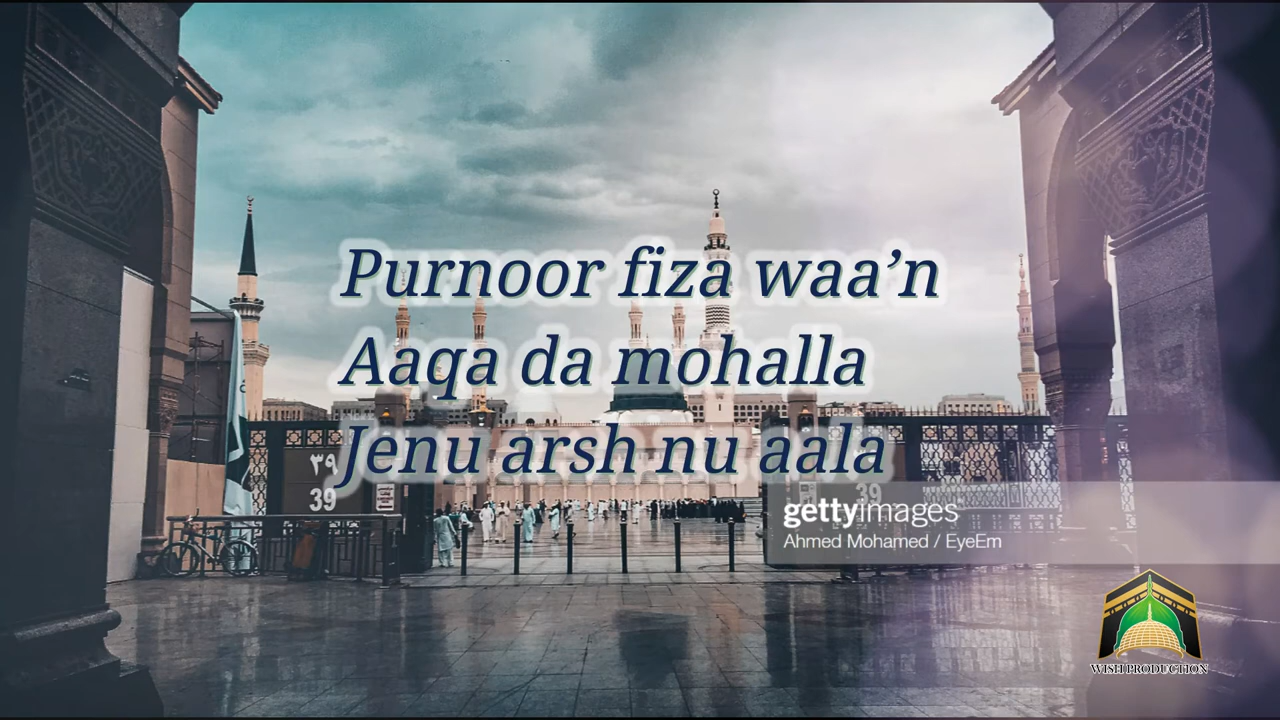 Purnoor fiza waa’n
Aaqa da mohalla
Jenu arsh nu aala
٣٩
39
39
gettyimages
Ahmed Mohamed / EyeEm
WISH PRODUCTION